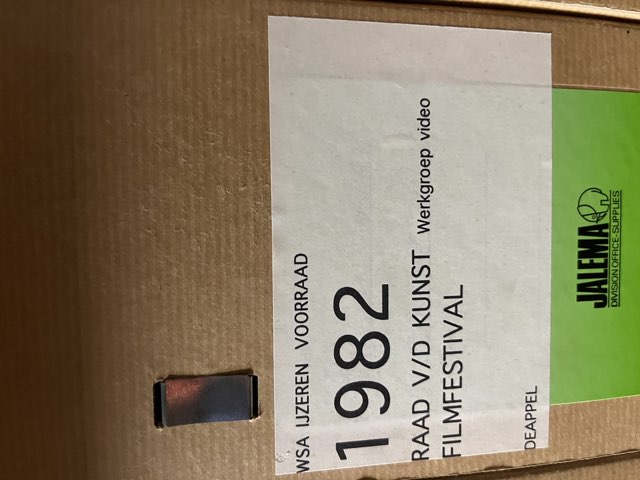 WSA IJZEREN VOORRAAD
1982
RAAD V/D KUNST Werkgroep video
FILMFESTIVAL
DEAPPEL
JALEMA
DIVISION OFFICE-SUPPLIES